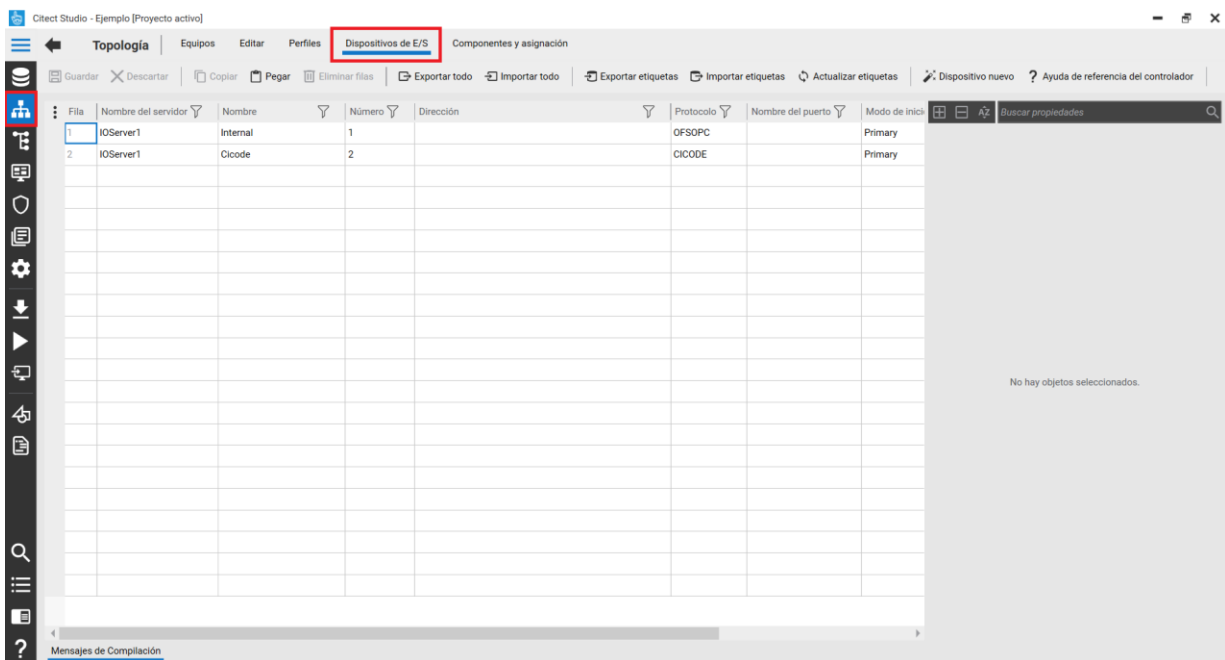 Citect Studio - Ejemplo [Proyecto activo]
Topología Equipos Editar Perfiles Dispositivos de E/S Componentes y asignación
Guardar Descartar Copiar Pegar Eliminar filas Exportar todo Importar todo Exportar etiquetas Importar etiquetas Actualizar etiquetas Dispositivo nuevo ? Ayuda de referencia del controlador
Fila Nombre del servidor Nombre Número Dirección Protocolo Nombre del puerto Modo de inici AZ Buscar propiedades
1 IOServer1 Internal 1 OFSOPC Primary
2 IOServer1 Cicode 2 CICODE Primary
No hay objetos seleccionados.
Mensajes de Compilación